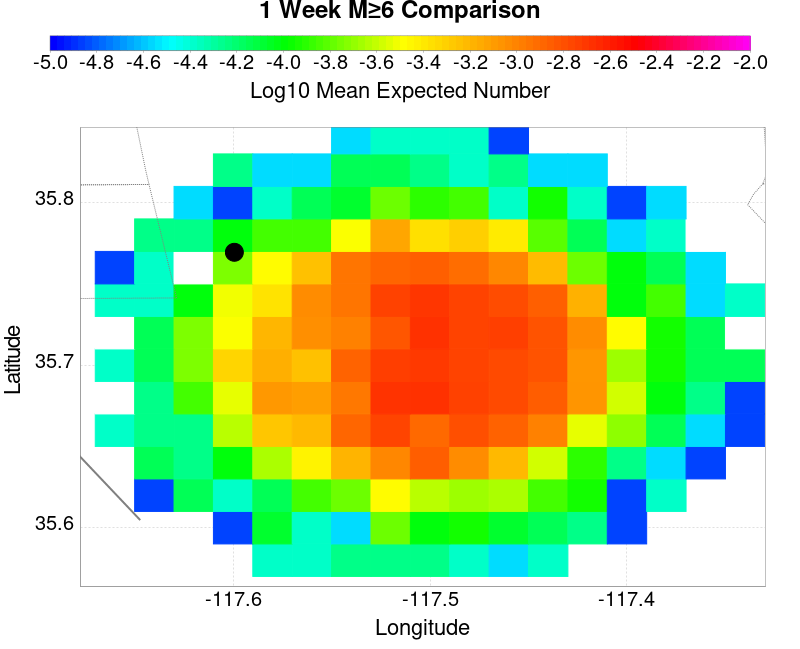 1 Week M≥6 Comparison
-5.0 -4.8 -4.6 -4.4 -4.2 -4.0 -3.8 -3.6 -3.4 -3.2 -3.0 -2.8 -2.6 -2.4 -2.2 -2.0
Log10 Mean Expected Number
35.8
35.7
35.6
Latitude
-117.6 -117.5 -117.4
Longitude